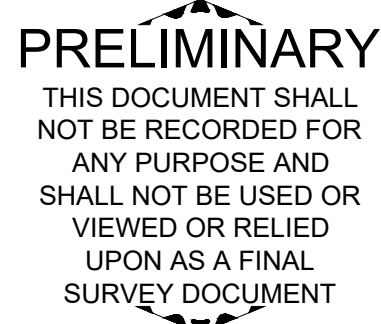 PRELIMINARY
THIS DOCUMENT SHALL
NOT BE RECORDED FOR
ANY PURPOSE AND
SHALL NOT BE USED OR
VIEWED OR RELIED
UPON AS A FINAL
SURVEY DOCUMENT